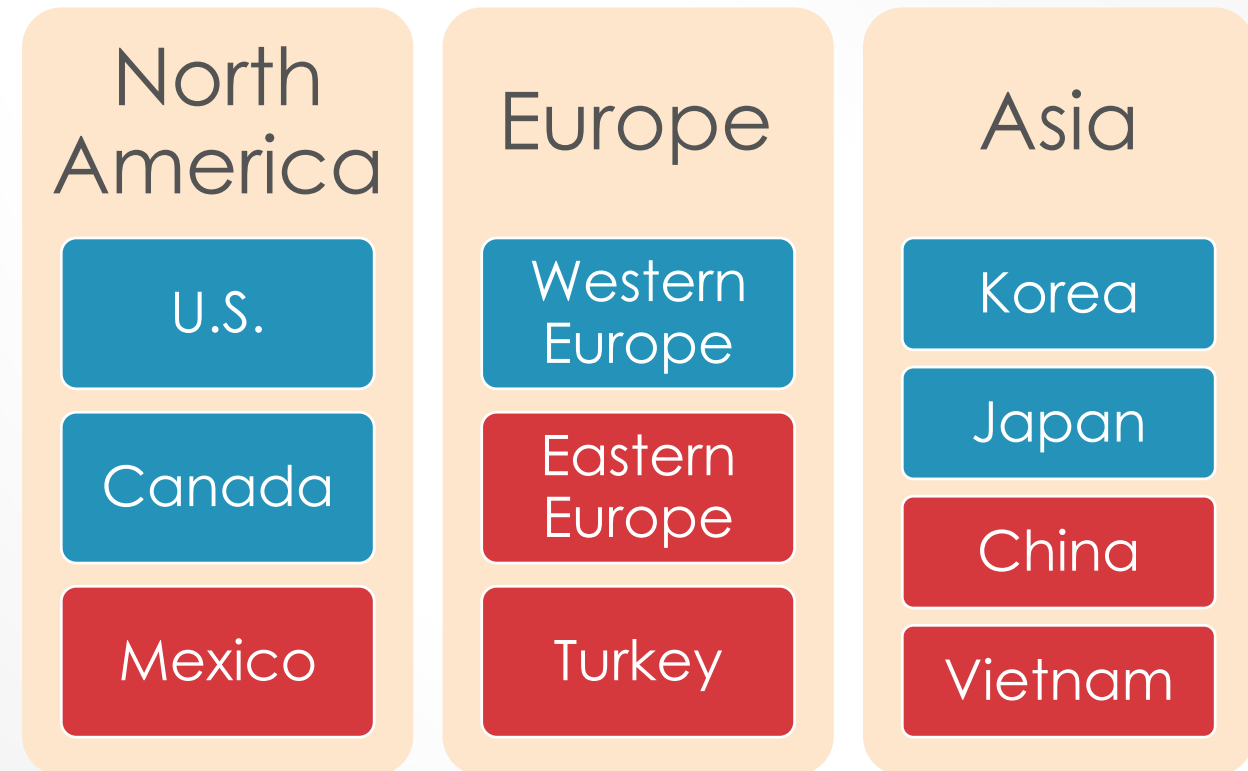 North
America
U.S.
Canada
Mexico
Europe
Western
Europe
Eastern
Europe
Turkey
Asia
Korea
Japan
China
Vietnam